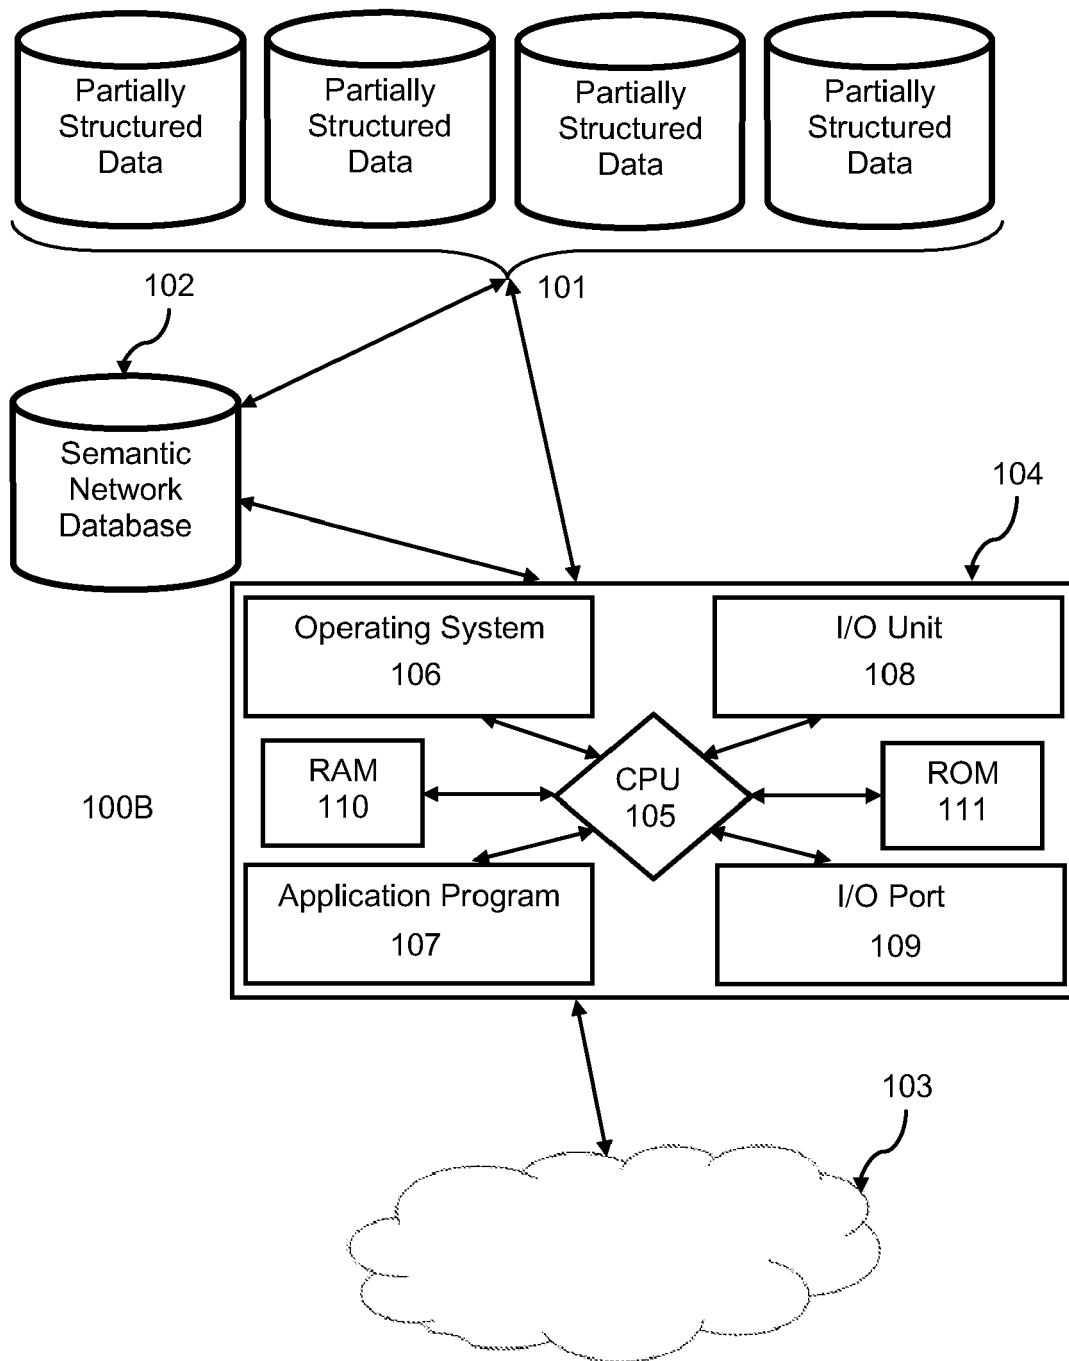 Partially
Structured
Data
Partially
Structured
Data
Partially
Structured
Data
Partially
Structured
Data
101
102
Semantic
Network
Database
104
Operating System
106
I/O Unit
108
RAM
110
CPU
105
ROM
111
100B
Application Program
107
I/O Port
109
103